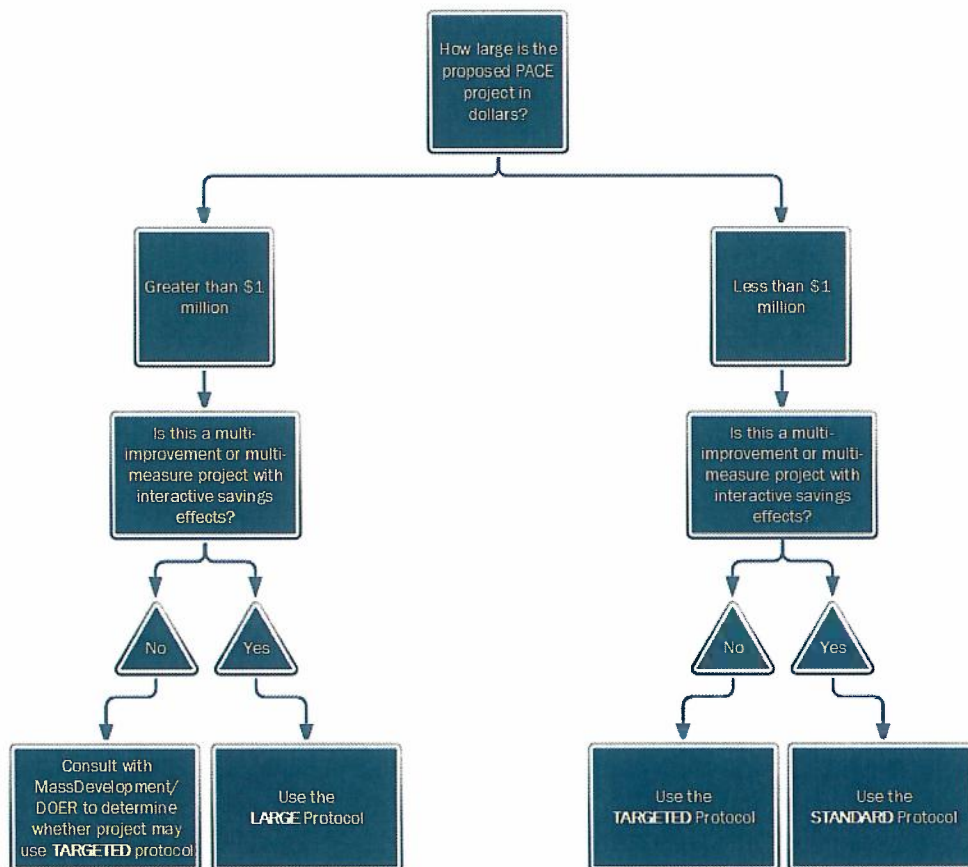 How large is the
proposed PACE
project in
dollars?
Greater than $1
million
Less than $1
million
Is this a multi-
improvement or multi-
measure project with
interactive savings
effects?
Is this a multi-
improvement or multi-
measure project with
interactive savings
effects?
No
Yes
No
Yes
Consult with
MassDevelopment/
DOER to determine
whether project may
use TARGETED protocol
Use the
LARGE Protocol
Use the
TARGETED Protocol
Use the
STANDARD Protocol